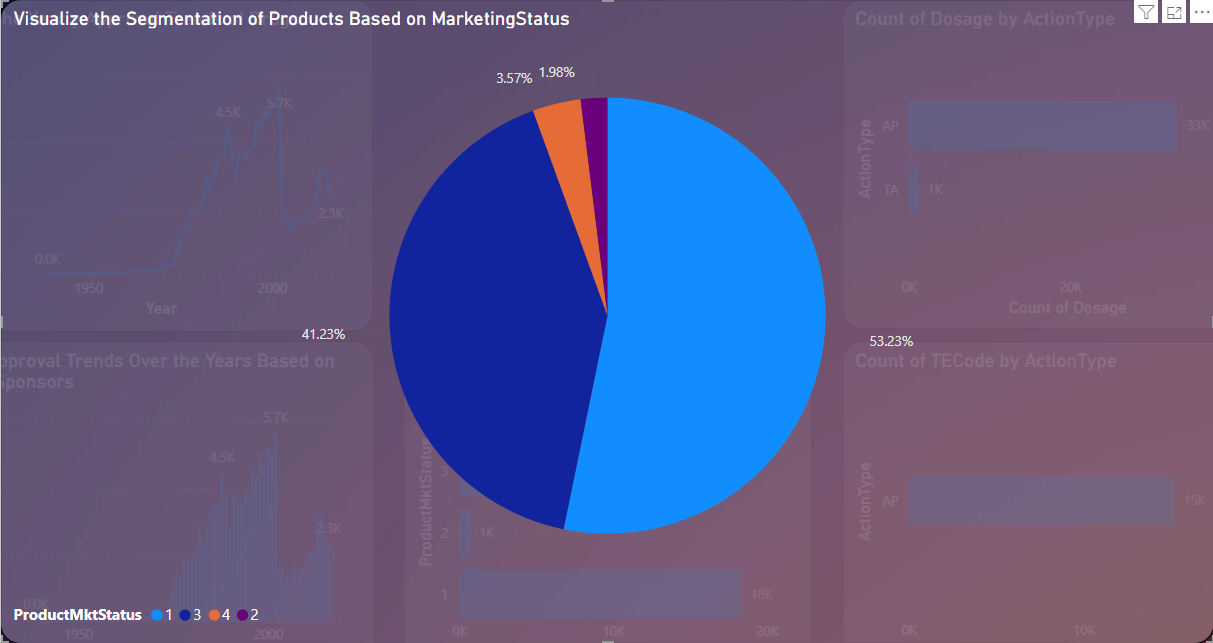 Visualize the Segmentation of Products Based on MarketingStatus
Count of Dosage by ActionType
3.57%
1.98%
5.7K
4.5K
2.3K
0.0K
1950
2000
Year
ActionType
AP
33K
TA
1K
0K
20K
Count of Dosage
41.23%
53.23%
Approval Trends Over the Years Based on
Sponsors
Count of TECode by ActionType
5.7K
4.5K
2.3K
0.0K
1950
2000
ProductMktStatus
3
2
1K
1
18K
0K
10K
20K
ActionType
AP
15K
0K
10K
ProductMktStatus 1 3 4 2